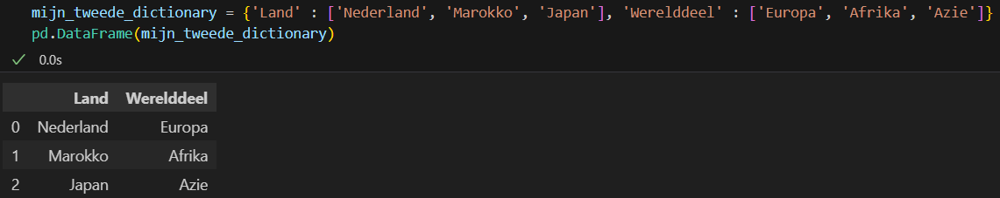 mijn_tweede_dictionary = {'Land' : ['Nederland', 'Marokko', 'Japan'], 'Werelddeel' : ['Europa', 'Afrika', 'Azie']}
pd.DataFrame(mijn_tweede_dictionary)
✓ 0.0s
Land Werelddeel
0 Nederland Europa
1 Marokko Afrika
2 Japan Azie